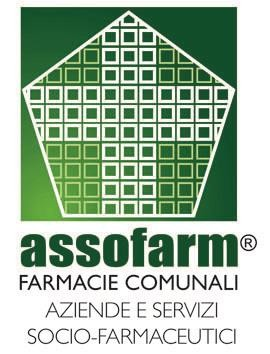 assofarm®
FARMACIE COMUNALI
AZIENDE E SERVIZI
SOCIO-FARMACEUTICI